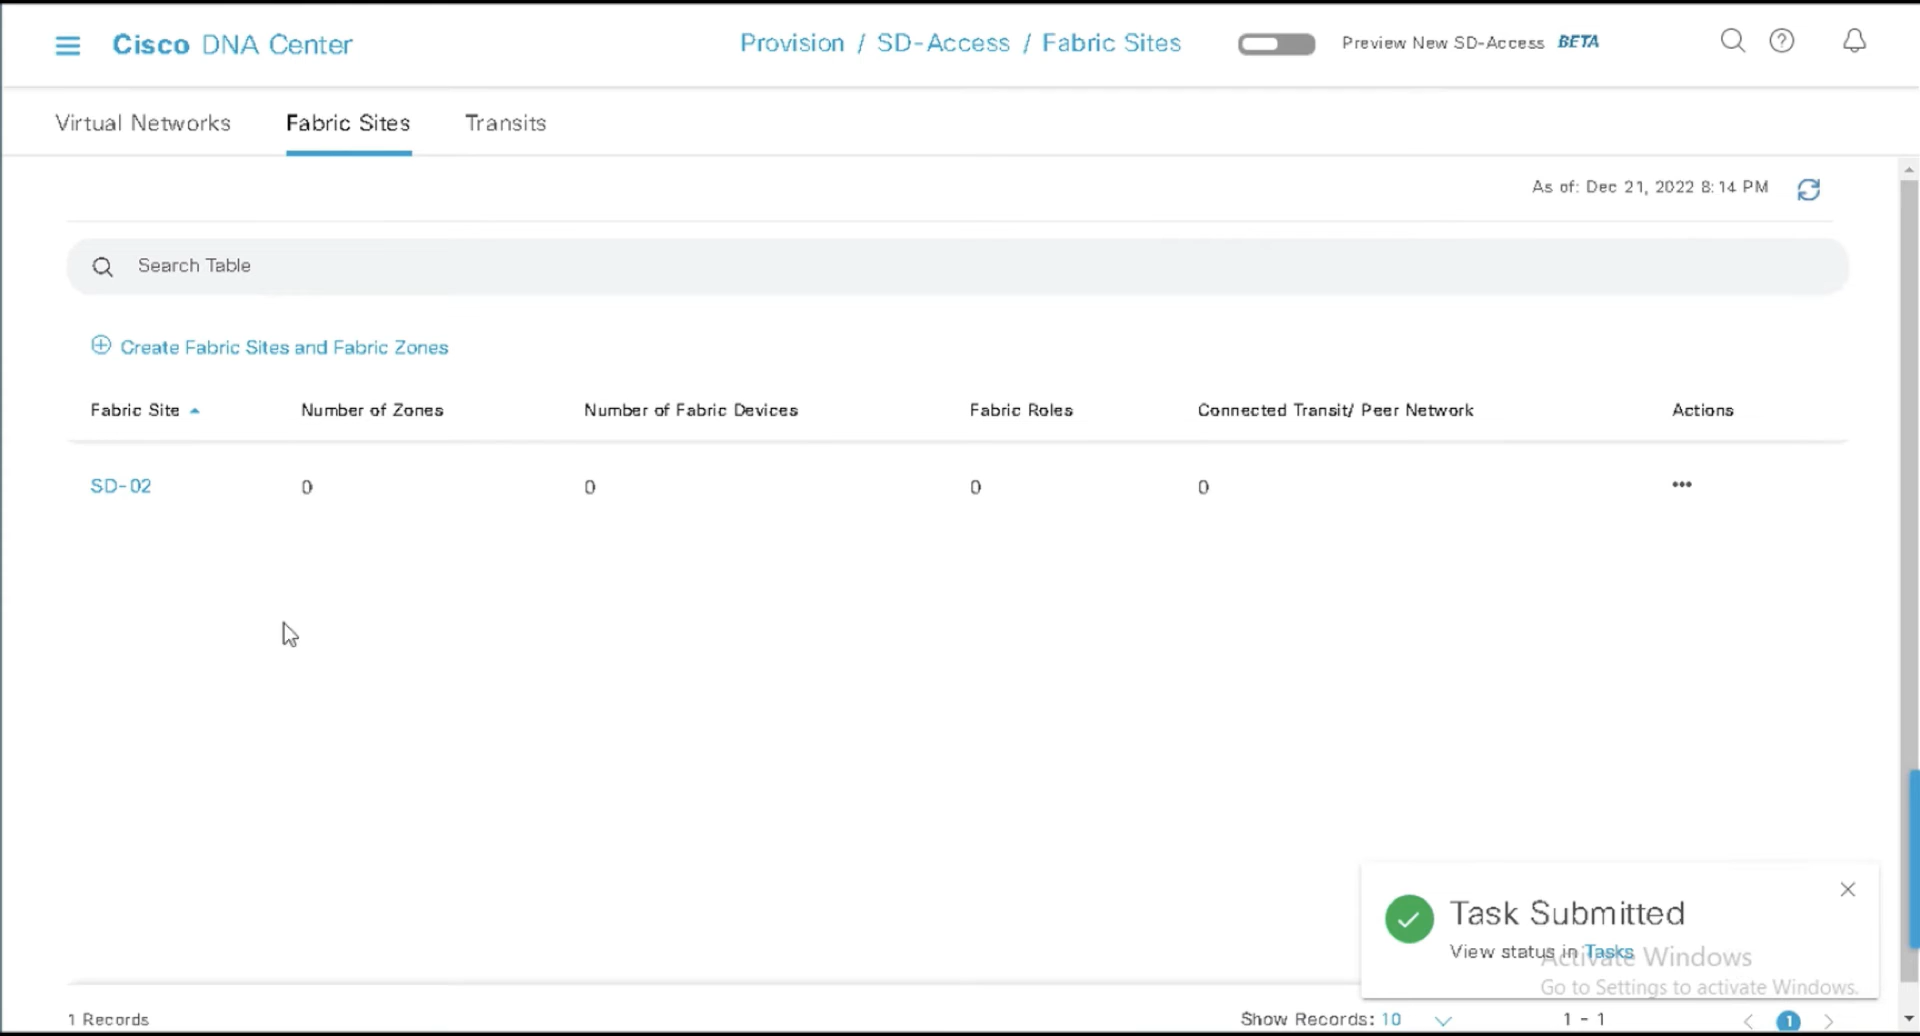 Cisco DNA Center
Provision / SD-Access / Fabric Sites
Preview New SD-Access BETA
Virtual Networks
Fabric Sites
Transits
As of: Dec 21, 2022 8:14 PM
Search Table
Create Fabric Sites and Fabric Zones
Fabric Site Number of Zones Number of Fabric Devices Fabric Roles Connected Transit/ Peer Network Actions
SD-02 0 0 0 0 •••
Task Submitted
View status in Tasks
Activate Windows
Go to Settings to activate Windows.
1 Records
Show Records: 10
1 - 1
1